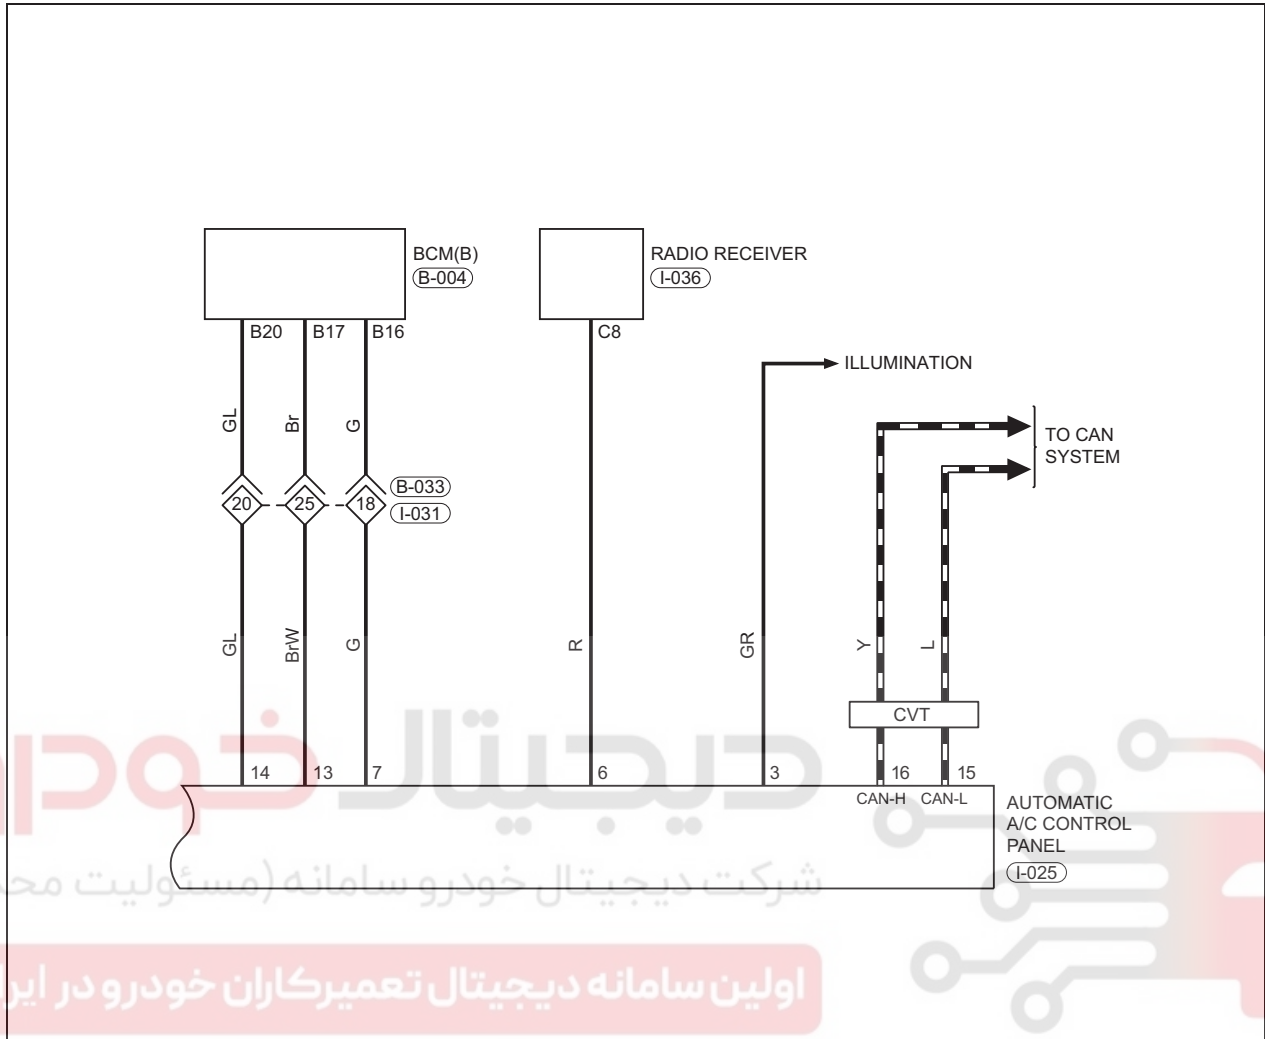 BCM(B)
B-004
RADIO RECEIVER
I-036
B20
B17
B16
C8
ILLUMINATION
TO CAN
SYSTEM
GL
Br
G
20
25
18
B-033
I-031
GL
BrW
G
R
GR
Y
L
CVT
14
13
7
6
3
16
15
CAN-H
CAN-L
AUTOMATIC
A/C CONTROL
PANEL
I-025
دیجیتال خودرو
شرکت دیجیتال خودرو سامانه (مسئولیت
اولین سامانه دیجیتال تعمیرکاران خودرو در